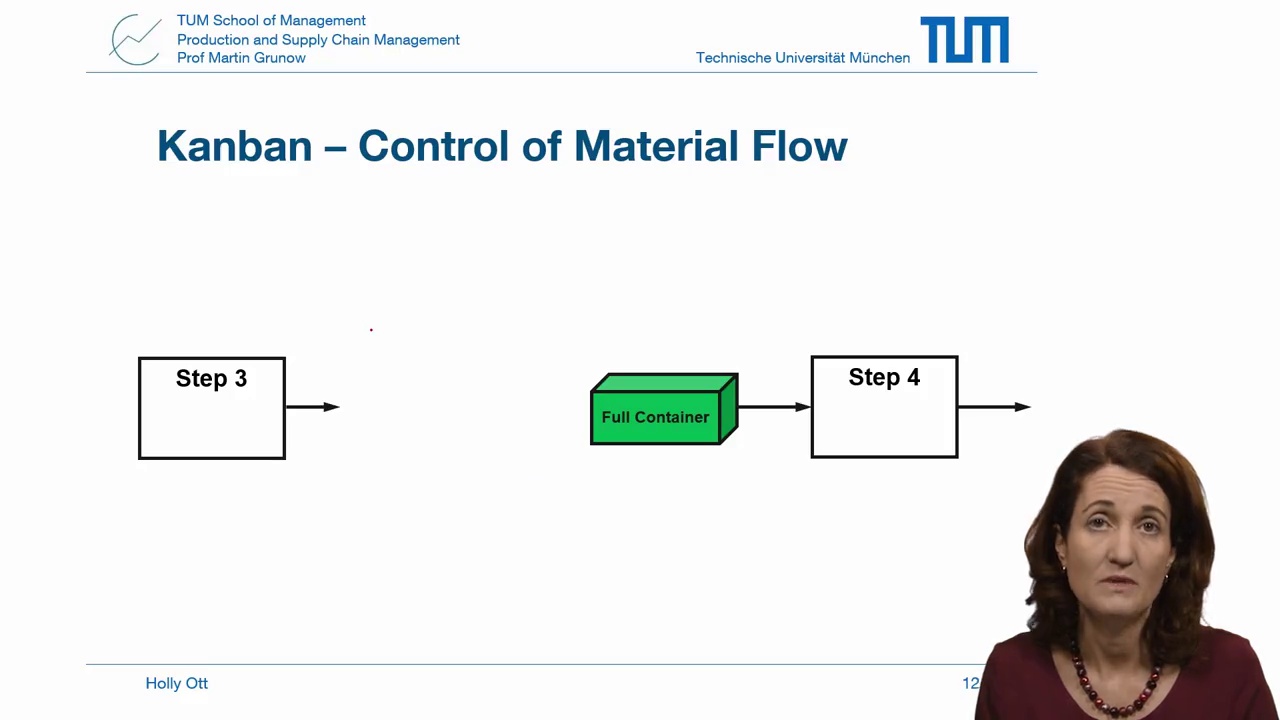 TUM School of Management
Production and Supply Chain Management
Prof Martin Grunow
Technische Universität München
TUM
Kanban – Control of Material Flow
Step 3
Full Container
Step 4
Holly Ott
12